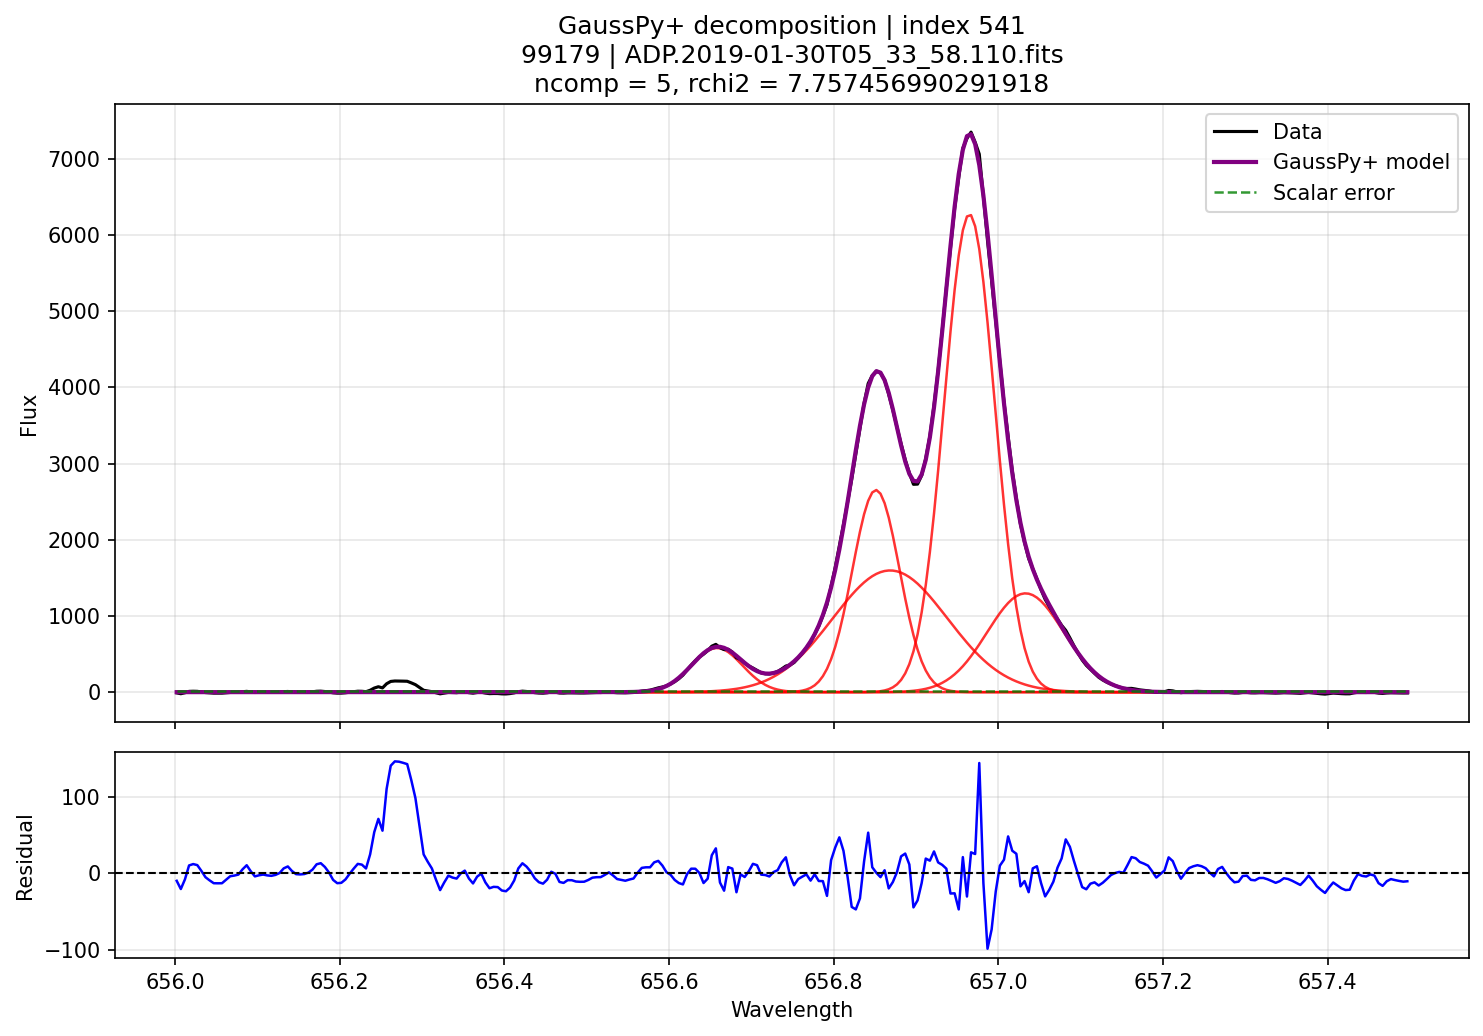 GaussPy+ decomposition | index 541
99179 | ADP.2019-01-30T05_33_58.110.fits
ncomp = 5, rchi2 = 7.757456990291918
Data
GaussPy+ model
Scalar error
Flux
7000
6000
5000
4000
3000
2000
1000
0
Residual
100
0
−100
656.0
656.2
656.4
656.6
656.8
657.0
657.2
657.4
Wavelength